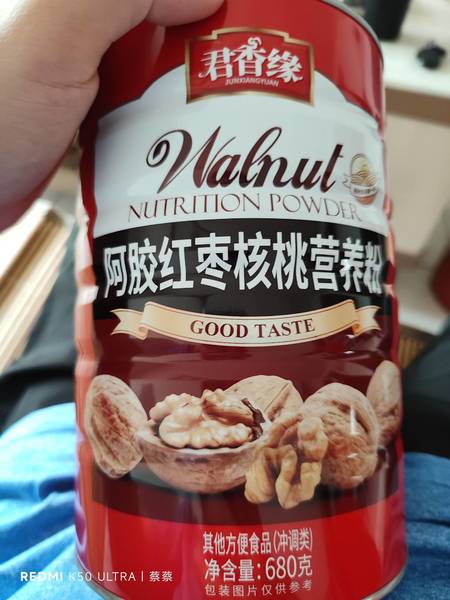 君香缘
JUNXIANGYUAN
Walnut
NUTRITION POWDER
阿胶红枣核桃营养粉
GOOD TASTE
其他方便食品(冲调类)
净含量:680克
包装图片仅供参考
REDMI K50 ULTRA | 蔡蔡